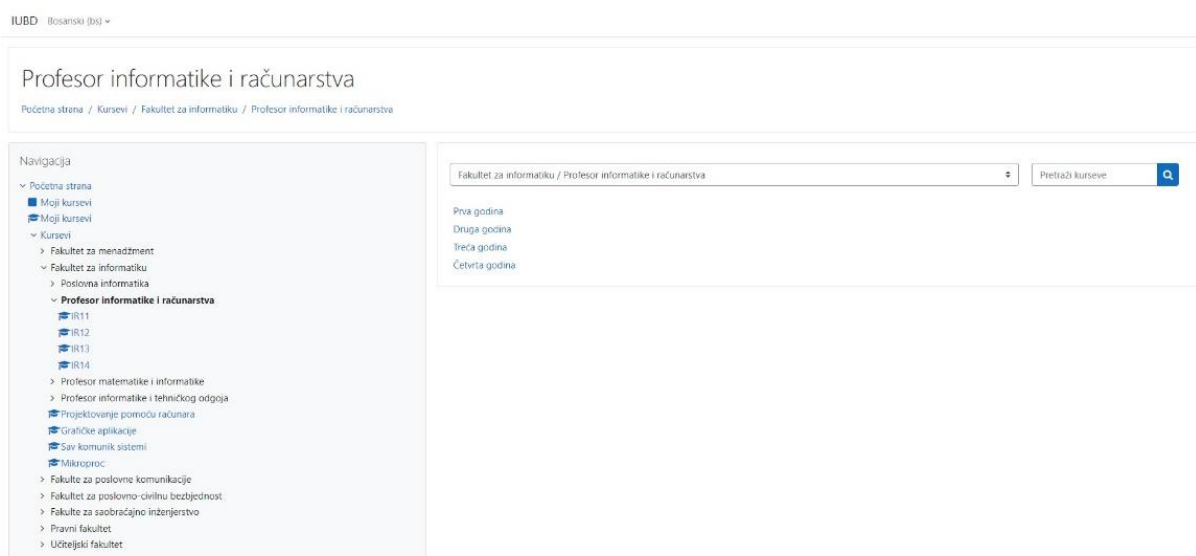 IUBD Bosanski (bs)
Profesor informatike i računarstva
Početna strana / Kursevi / Fakultet za informatiku / Profesor informatike i računarstva
Navigacija
Početna strana
Moji kursevi
Moji kursevi
Kursevi
Fakultet za menadžment
Fakultet za informatiku
Poslovna informatika
Profesor informatike i računarstva
IR11
IR12
IR13
IR14
Profesor matematike i informatike
Profesor informatike i tehničkog odgoja
Projektovanje pomoću računara
Grafičke aplikacije
Sav komunik sistemi
Mikroproc
Fakulte za poslovne komunikacije
Fakultet za poslovno-civilnu bezbjednost
Fakulte za saobraćajno inženjerstvo
Pravni fakultet
Učiteljski fakultet
Fakultet za informatiku / Profesor informatike i računarstva
Pretraži kurseve
Prva godina
Druga godina
Treća godina
Četvrta godina